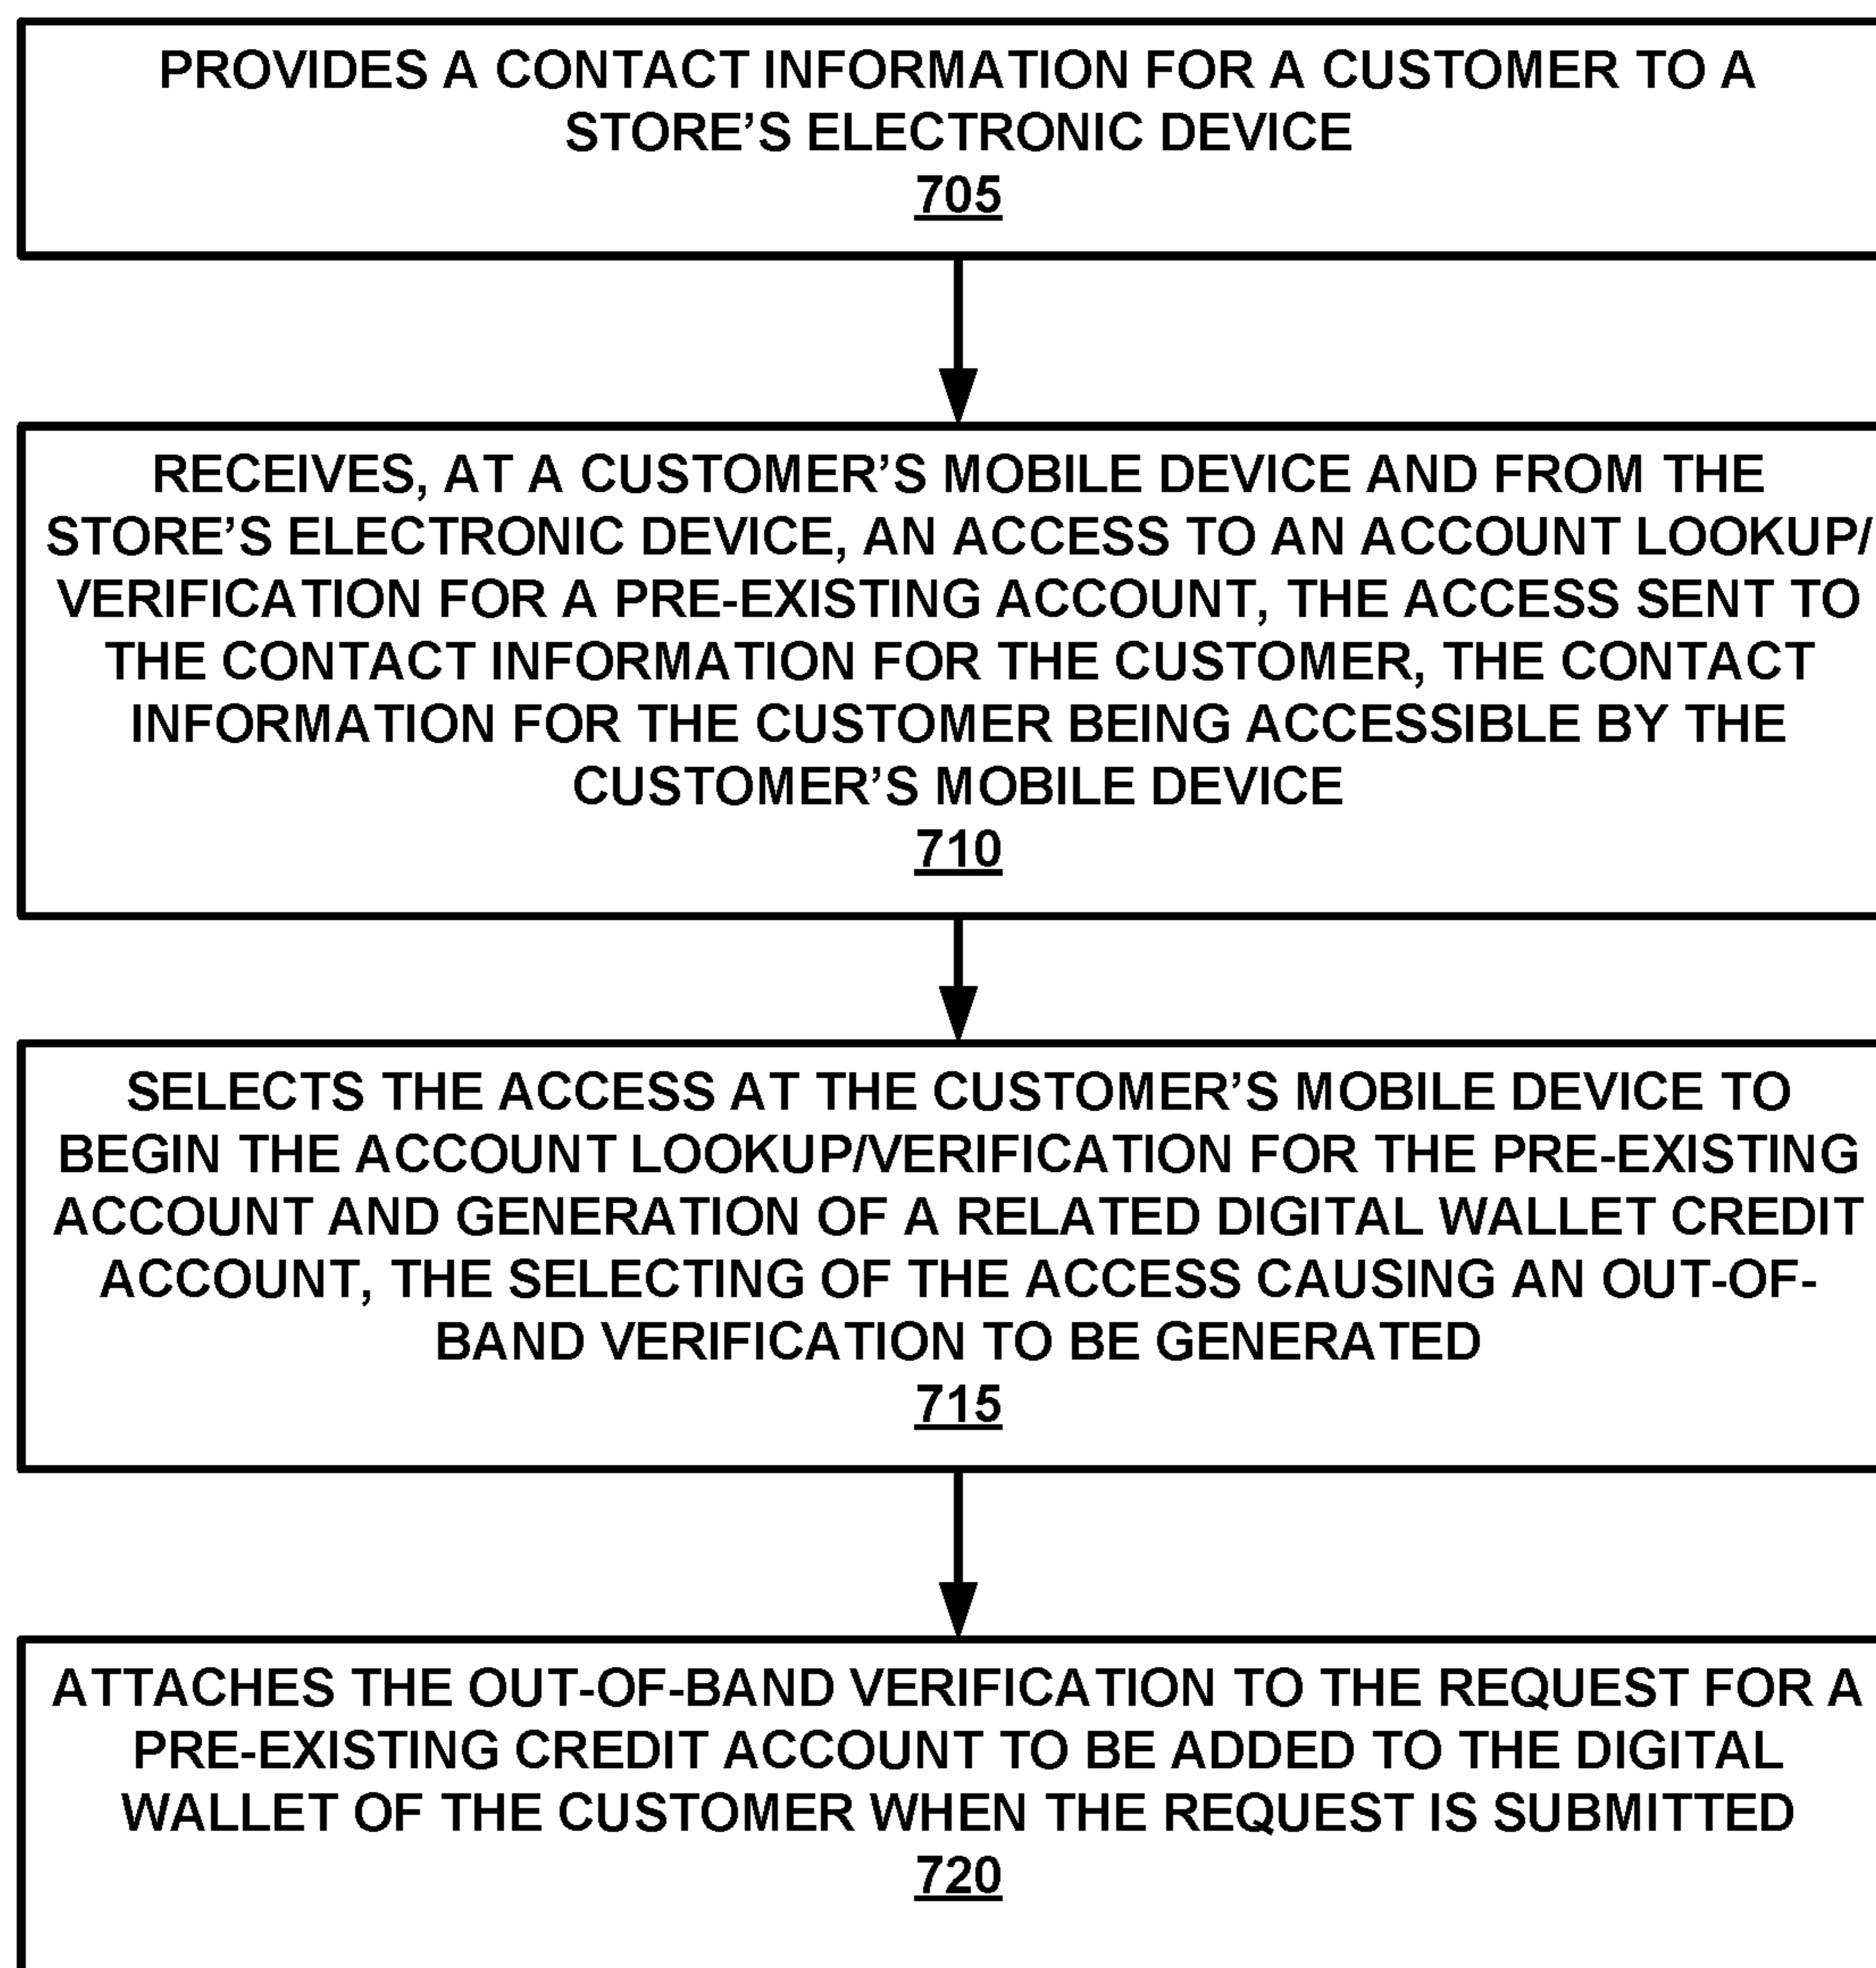 PROVIDES A CONTACT INFORMATION FOR A CUSTOMER TO A
STORE’S ELECTRONIC DEVICE
705
RECEIVES, AT A CUSTOMER’S MOBILE DEVICE AND FROM THE
STORE’S ELECTRONIC DEVICE, AN ACCESS TO AN ACCOUNT LOOKUP/
VERIFICATION FOR A PRE-EXISTING ACCOUNT, THE ACCESS SENT TO
THE CONTACT INFORMATION FOR THE CUSTOMER, THE CONTACT
INFORMATION FOR THE CUSTOMER BEING ACCESSIBLE BY THE
CUSTOMER’S MOBILE DEVICE
710
SELECTS THE ACCESS AT THE CUSTOMER’S MOBILE DEVICE TO
BEGIN THE ACCOUNT LOOKUP/VERIFICATION FOR THE PRE-EXISTING
ACCOUNT AND GENERATION OF A RELATED DIGITAL WALLET CREDIT
ACCOUNT, THE SELECTING OF THE ACCESS CAUSING AN OUT-OF-
BAND VERIFICATION TO BE GENERATED
715
ATTACHES THE OUT-OF-BAND VERIFICATION TO THE REQUEST FOR A
PRE-EXISTING CREDIT ACCOUNT TO BE ADDED TO THE DIGITAL
WALLET OF THE CUSTOMER WHEN THE REQUEST IS SUBMITTED
720